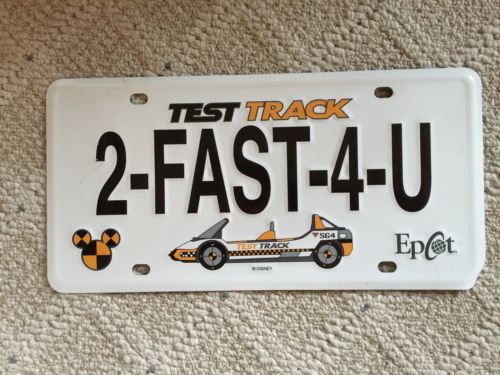 TEST TRACK
2-FAST-4-U
S64
TEST TRACK
Epcot
© DISNEY